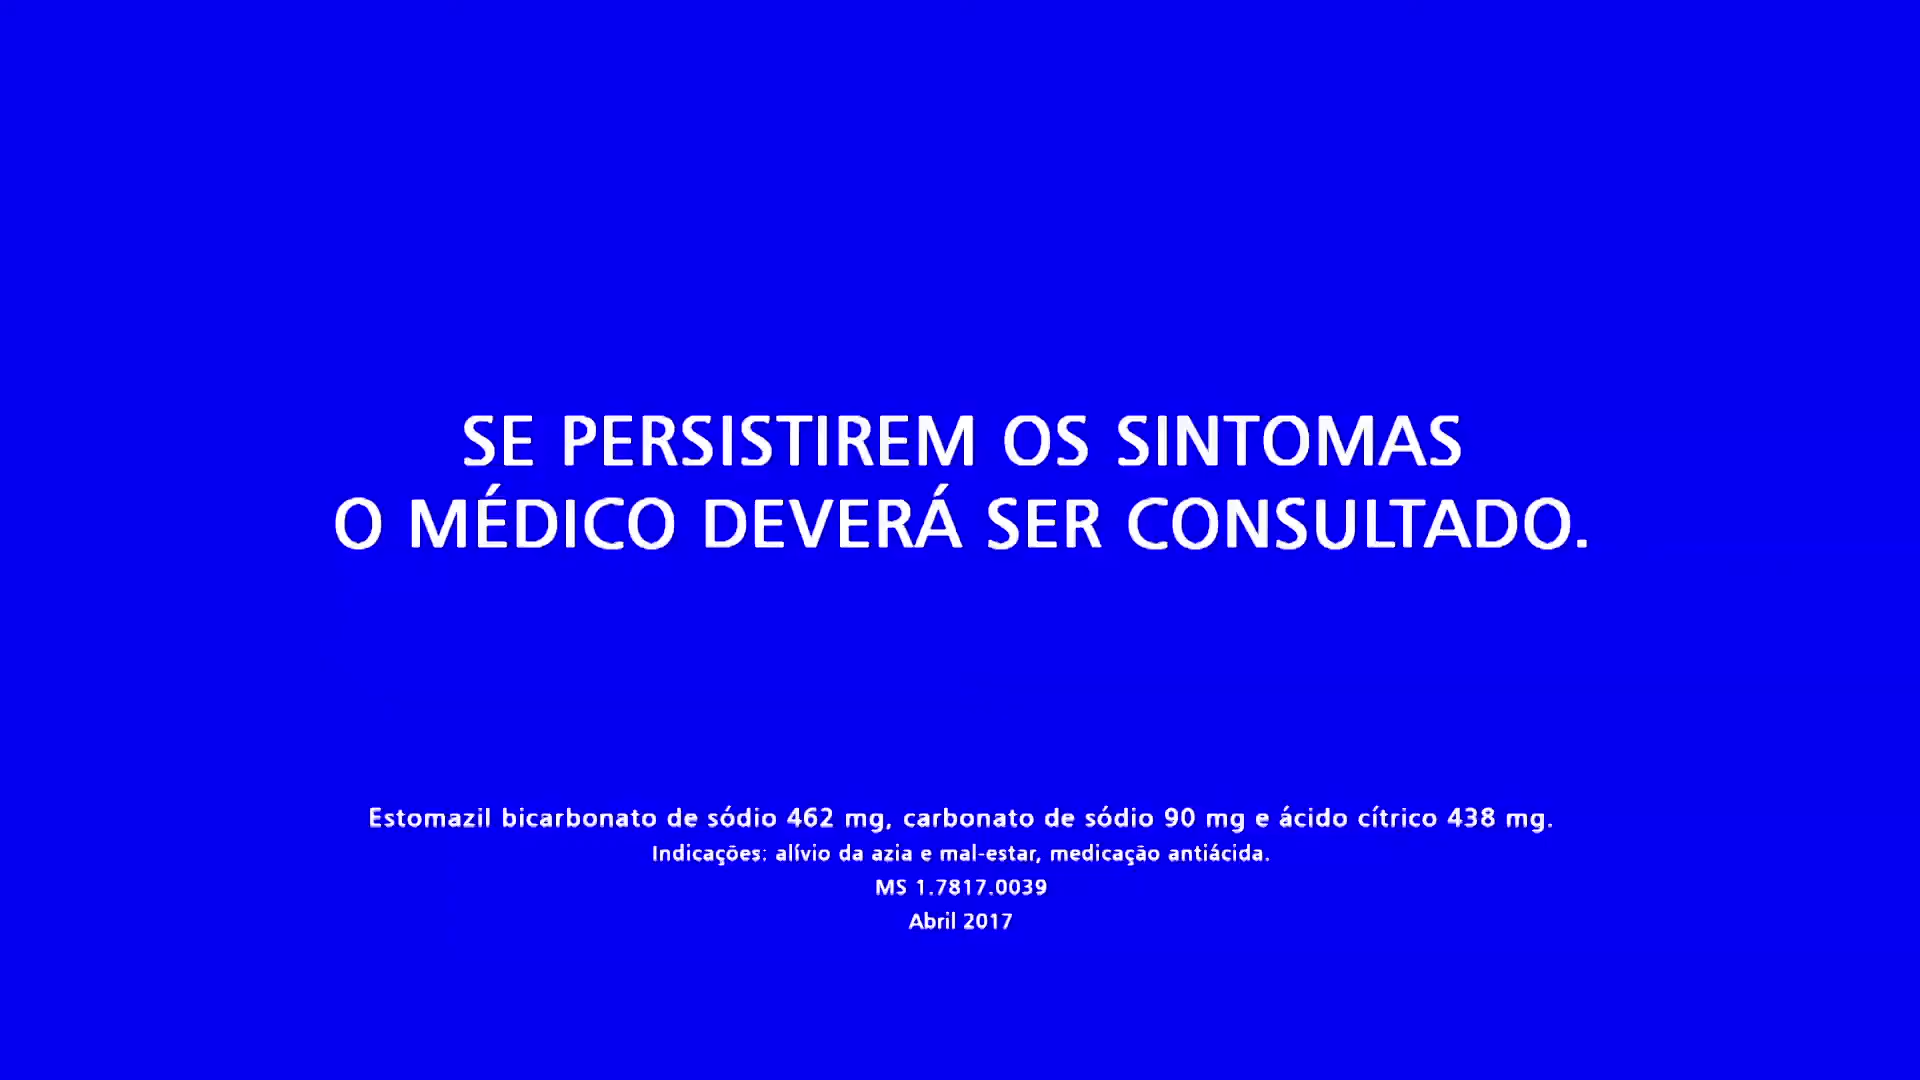 SE PERSISTIREM OS SINTOMAS
O MÉDICO DEVERÁ SER CONSULTADO.
Estomazil bicarbonato de sódio 462 mg, carbonato de sódio 90 mg e ácido cítrico 438 mg.
Indicações: alívio da azia e mal-estar, medicação antiácida.
MS 1.7817.0039
Abril 2017